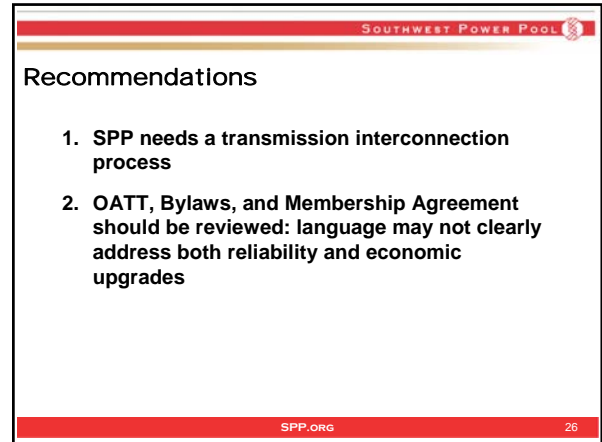 SOUTHWEST POWER POOL
Recommendations
1. SPP needs a transmission interconnection
process
2. OATT, Bylaws, and Membership Agreement
should be reviewed: language may not clearly
address both reliability and economic
upgrades
SPP.ORG 26